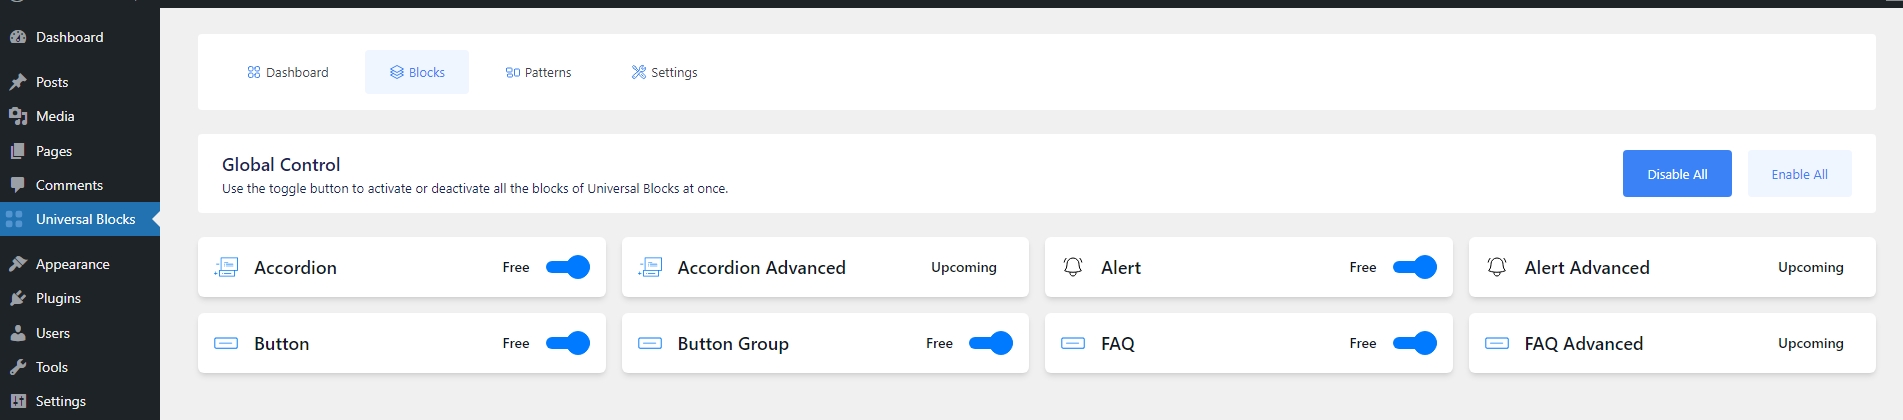 Dashboard
Posts
Media
Pages
Comments
Universal Blocks
Appearance
Plugins
Users
Tools
Settings
Dashboard Blocks Patterns Settings
Global Control
Use the toggle button to activate or deactivate all the blocks of Universal Blocks at once.
Disable All Enable All
Accordion Free
Accordion Advanced Upcoming
Alert Free
Alert Advanced Upcoming
Button Free
Button Group Free
FAQ Free
FAQ Advanced Upcoming